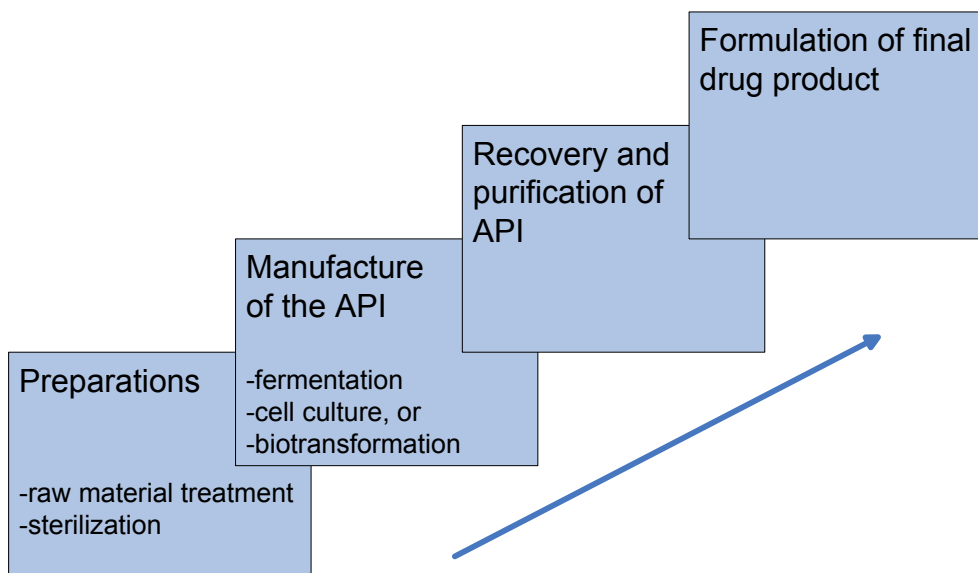 Formulation of final
drug product
Recovery and
purification of
API
Manufacture
of the API
-fermentation
-cell culture, or
-biotransformation
Preparations
-raw material treatment
-sterilization